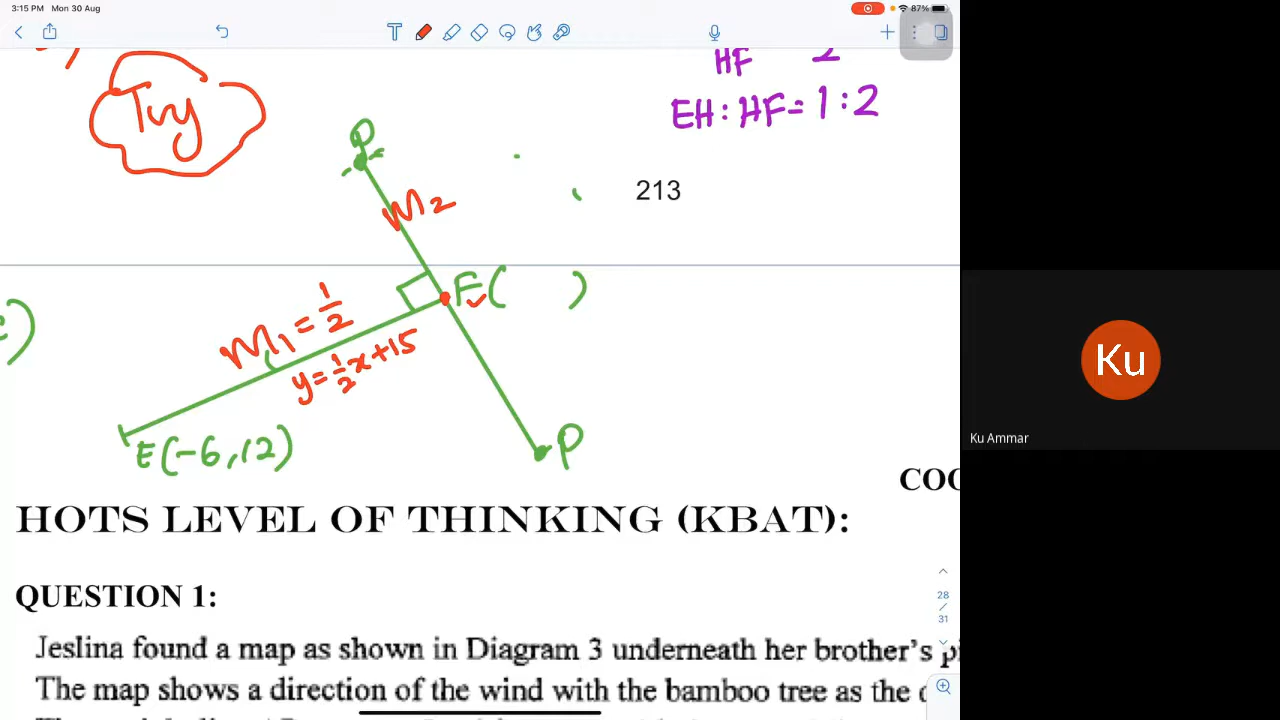 3:15 PM Mon 30 Aug
87%
T
HF 2
EH : HF = 1 : 2
Try
P
213
M2
F( )
M1 = 1/2
y = 1/2x + 15
E(-6, 12)
P
COO
HOTS LEVEL OF THINKING (KBAT):
QUESTION 1:
28
/
31
Jeslina found a map as shown in Diagram 3 underneath her brother's pi
The map shows a direction of the wind with the bamboo tree as the
Ku
Ku Ammar